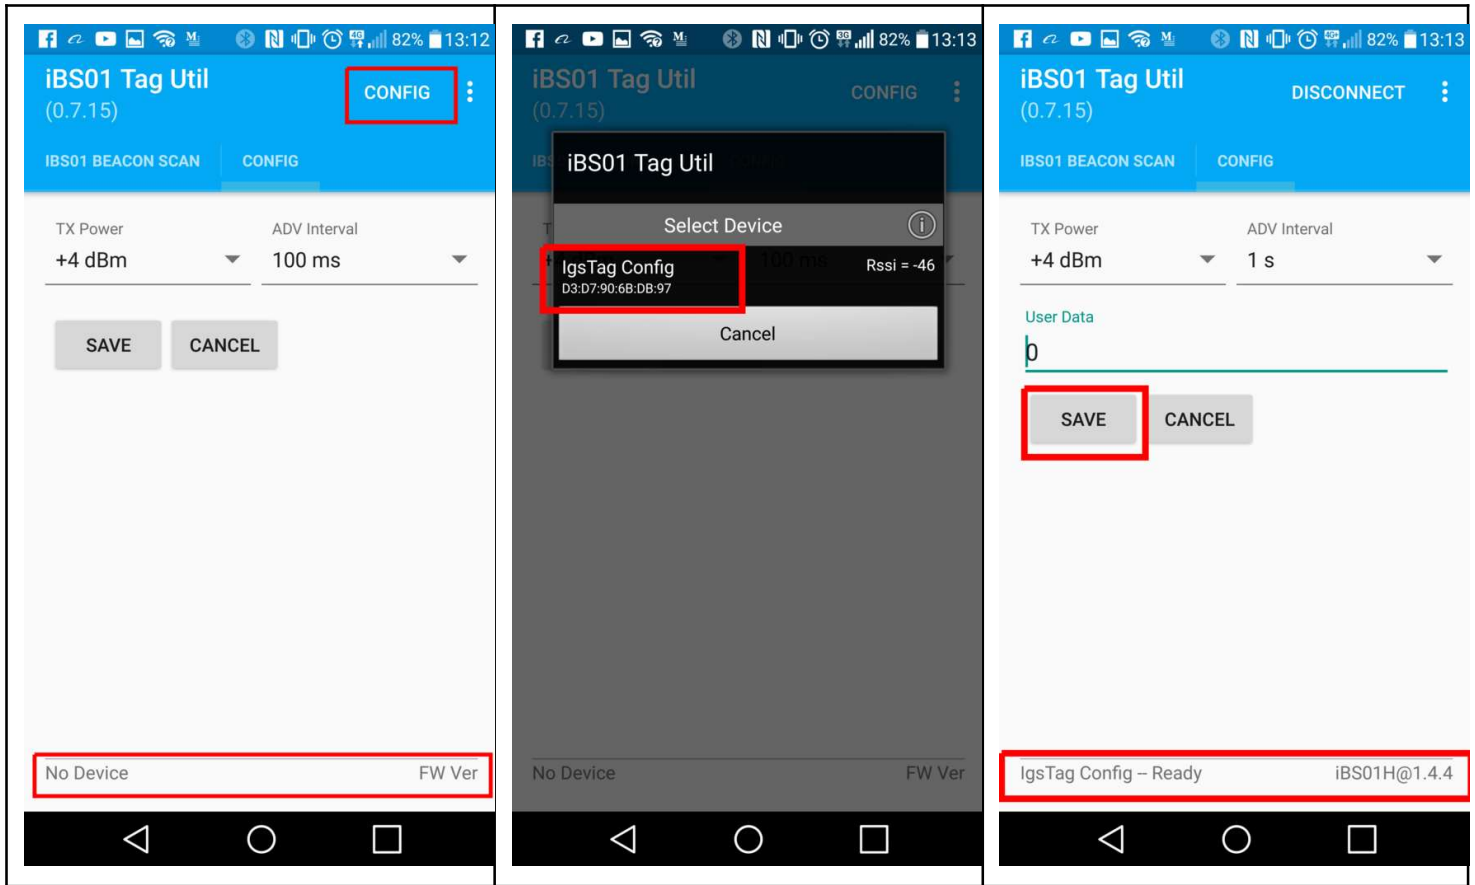 82% 13:12
iBS01 Tag Util
(0.7.15)
CONFIG
IBS01 BEACON SCAN CONFIG
TX Power ADV Interval
+4 dBm 100 ms
SAVE CANCEL
No Device FW Ver
82% 13:13
iBS01 Tag Util
(0.7.15)
CONFIG
iBS01 Tag Util
Select Device
IgsTag Config Rssi = -46
D3:D7:90:6B:DB:97
100 ms
Cancel
No Device FW Ver
82% 13:13
iBS01 Tag Util
(0.7.15)
DISCONNECT
IBS01 BEACON SCAN CONFIG
TX Power ADV Interval
+4 dBm 1 s
User Data
0
SAVE CANCEL
IgsTag Config – Ready iBS01H@1.4.4